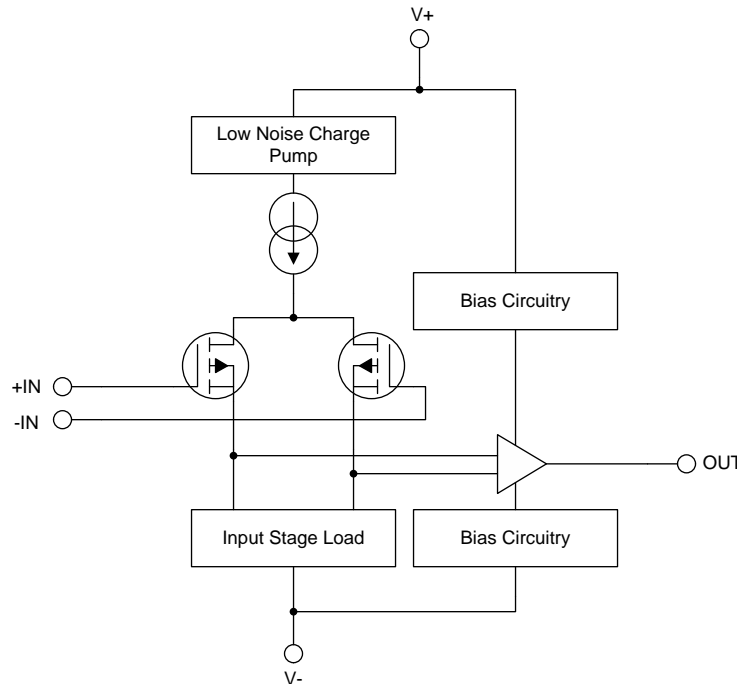 V+
Low Noise Charge
Pump
Bias Circuitry
+IN
-IN
OUT
Input Stage Load
Bias Circuitry
V-